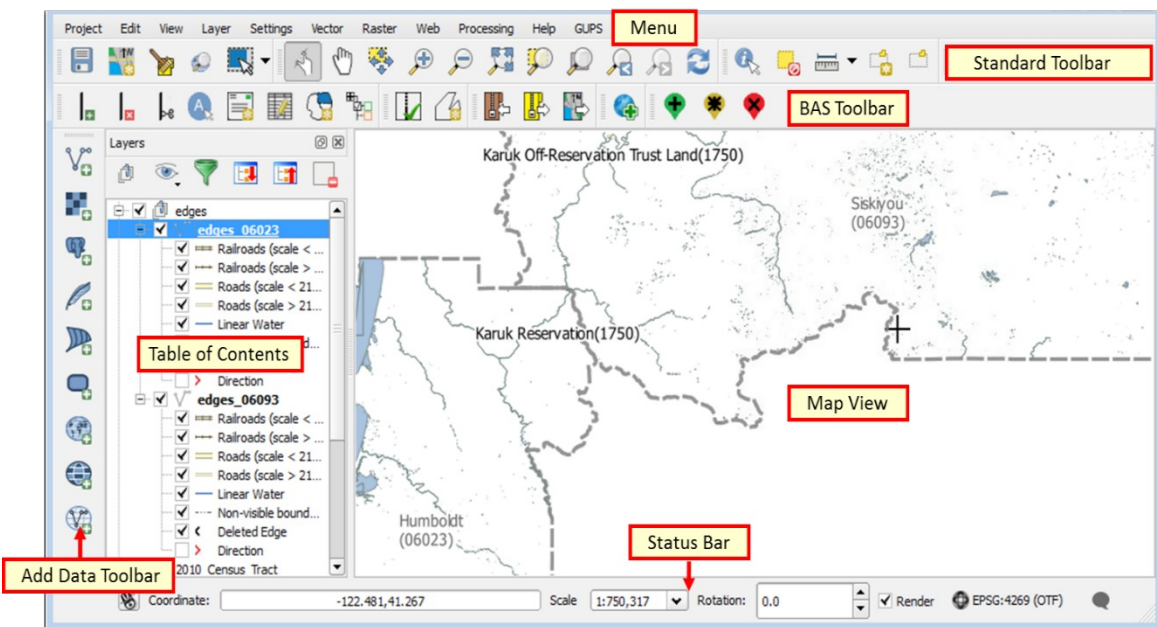 Project Edit View Layer Settings Vector Raster Web Processing Help GUPS Menu
Standard Toolbar
BAS Toolbar
Layers
edges
edges_06023
Railroads (scale < ...
Railroads (scale > ...
Roads (scale < 21...
Roads (scale > 21...
Linear Water
Table of Contents
Direction
edges_06093
Railroads (scale < ...
Railroads (scale > ...
Roads (scale < 21...
Roads (scale > 21...
Linear Water
Non-visible bound...
Deleted Edge
Direction
2010 Census Tract
Add Data Toolbar
Karuk Off-Reservation Trust Land(1750)
Siskiyou
(06093)
Karuk Reservation(1750)
Map View
Humboldt
(06023)
Status Bar
Coordinate: -122.481,41.267 Scale 1:750,317 Rotation: 0.0 Render EPSG:4269 (OTF)